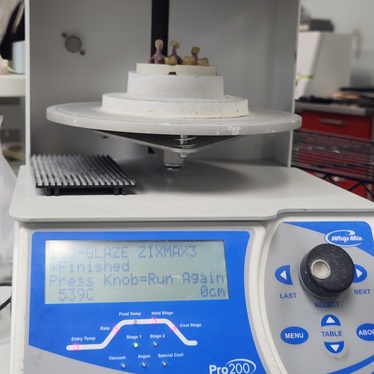 GLAZE ZIXMAX3
*Finished
Press Knob=Run Again
539C 0cm
Whip Mix
LAST SELECT NEXT
MENU TABLE
Final Temp Hold Stage
Rate Cool Stage
Entry Temp Stage 1 Stage 2
Vacuum Argon Special Cool
Pro200